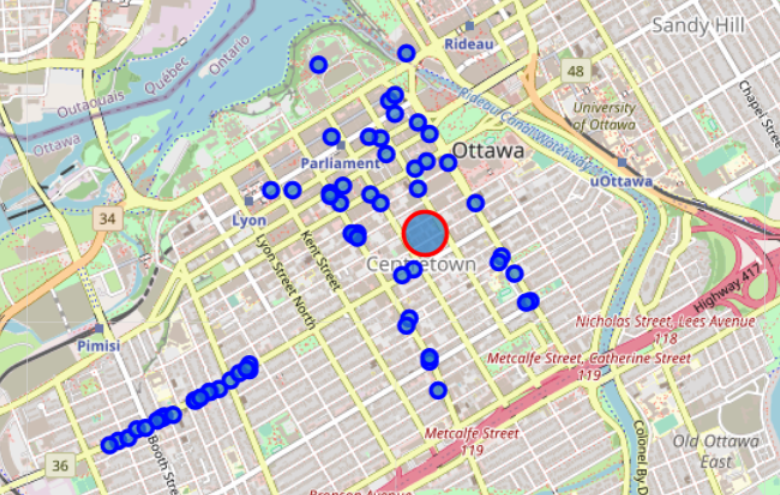 Sandy Hill
Rideau
48
Québec
Ontario
Outaouais
Ottawa
Rideau Canal waterway
University
of Ottawa
Chapel Street
Parliament
Ottawa
uOttawa
34
Lyon
Lyon Street North
Kent Street
Centretown
Highway 417
Pimisi
Nicholas Street, Lees Avenue
118
Metcalfe Street, Catherine Street
119
Metcalfe Street
119
36
Booth Stre
Bronson Avenue
Colonel By D
Old Ottawa
East